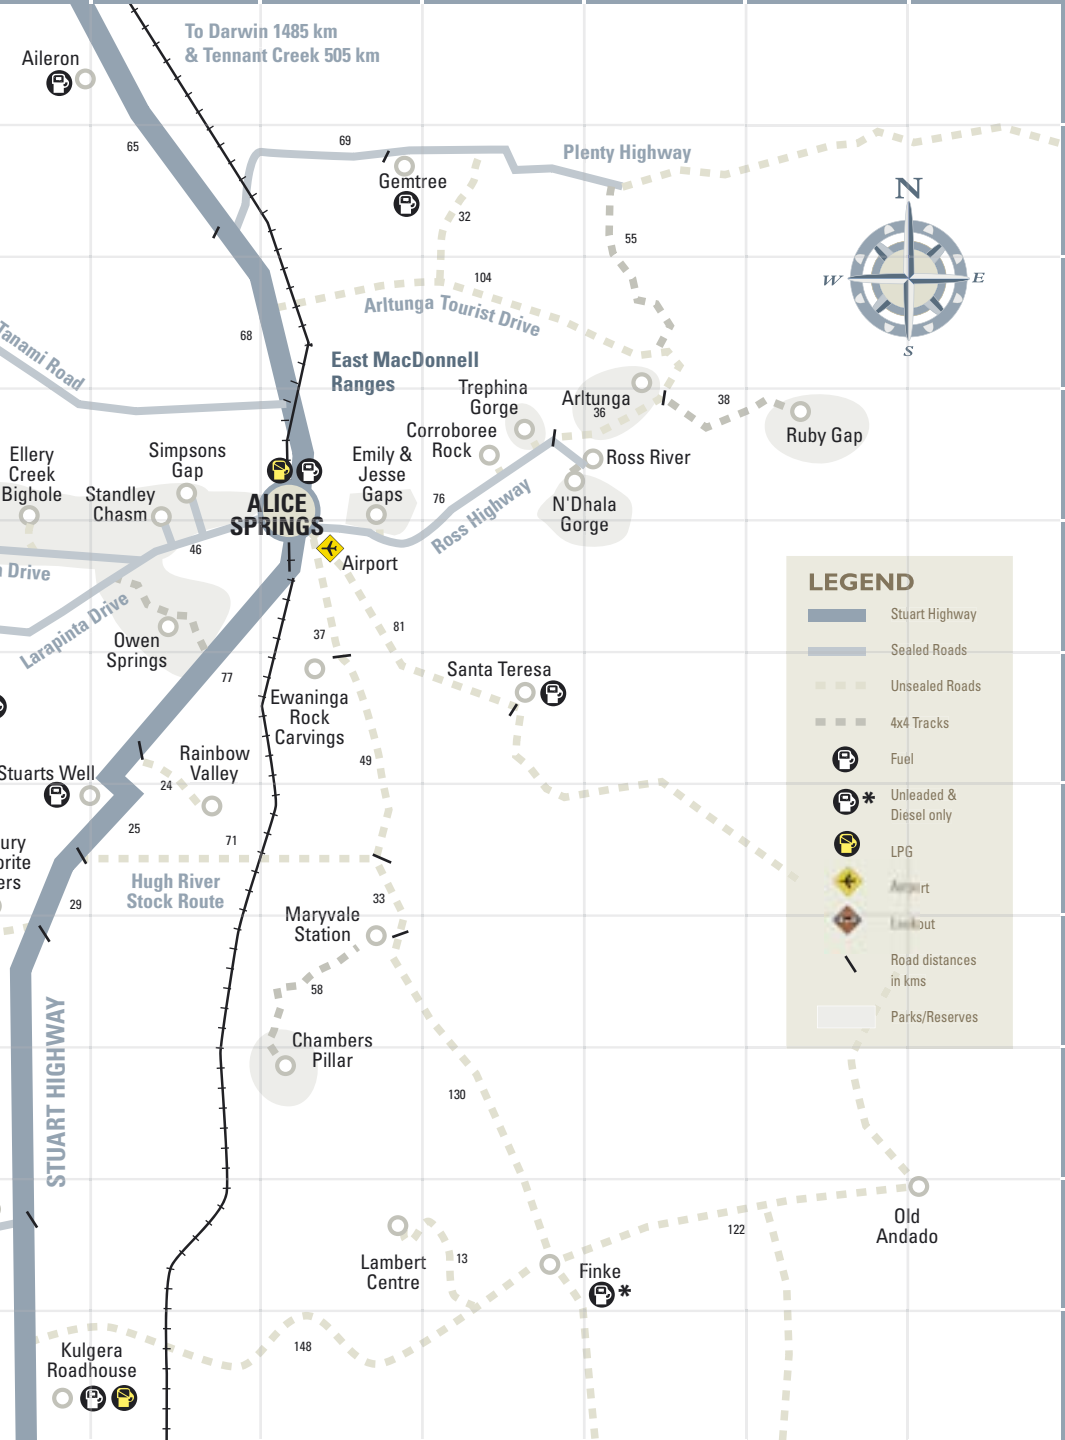 To Darwin 1485 km
& Tennant Creek 505 km
Aileron
65
69
Plenty Highway
Gemtree
32
55
N
W
E
S
104
Arltunga Tourist Drive
68
Tanami Road
East MacDonnell
Ranges
Trephina
Gorge
Arltunga
36
38
Ruby Gap
Corroboree
Rock
Ross River
Ellery
Creek
Bighole
Simpsons
Gap
Standley
Chasm
Emily &
Jesse
Gaps
76
Ross Highway
N'Dhala
Gorge
ALICE
SPRINGS
46
Airport
Drive
Larapinta Drive
Owen
Springs
37
81
77
Ewaninga
Rock
Carvings
Santa Teresa
Rainbow
Valley
49
Stuarts Well
24
25
71
Hugh River
Stock Route
29
33
Maryvale
Station
58
Chambers
Pillar
STUART HIGHWAY
130
Old
Andado
122
Lambert
Centre
13
Finke
*
148
Kulgera
Roadhouse
LEGEND
Stuart Highway
Sealed Roads
Unsealed Roads
4x4 Tracks
Fuel
* Unleaded &
Diesel only
LPG
Airport
Lookout
Road distances
in kms
Parks/Reserves